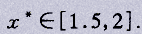 x * ∈ [1.5,2].